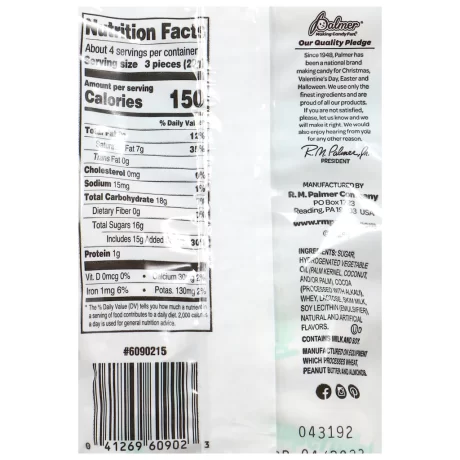 Nutrition Facts
About 4 servings per container
Serving size 3 pieces
Amount per serving
Calories 150
% Daily
Total Fat 12%
Fat 7g
Trans Fat 0g
Cholesterol 0mg
Sodium 15mg
Total Carbohydrate 18g
Dietary Fiber 0g
Total Sugars 16g
Includes 15g Added
Protein 1g
Vit. D 0mcg 0% • Calcium 2%
Iron 1mg 6% • Potas. 130mg 2%
* The % Daily Value (DV) tells you how much a nutrient in
a serving of food contributes to a daily diet. 2,000 calories
a day is used for general nutrition advice.
#6090215
0 41269 60902 3
Palmer®
Making Candy Fun®
Our Quality Pledge
Since 1948, Palmer has
been a national brand
making candy for Christmas,
Valentine's Day, Easter and
Halloween. We use only the
finest ingredients and are
proud of all our products.
If you are not satisfied,
please, let us know and we
will make it right. We would
also enjoy hearing from you
for any other reason.
R.M. Palmer, Jr.
PRESIDENT
MANUFACTURED BY
R. M. Palmer Company
PO Box
Reading, PA USA
INGREDIENTS: SUGAR,
HYDROGENATED VEGETABLE
OIL (PALM KERNEL, COCONUT,
AND/OR PALM), COCOA
(PROCESSED WITH ALKALI),
WHEY, LACTOSE, SKIM MILK,
SOY LECITHIN (EMULSIFIER),
NATURAL AND ARTIFICIAL
FLAVORS.
CONTAINS MILK AND SOY.
MANUFACTURED ON EQUIPMENT
WHICH PROCESSES WHEAT,
PEANUT BUTTER AND ALMONDS.
043192